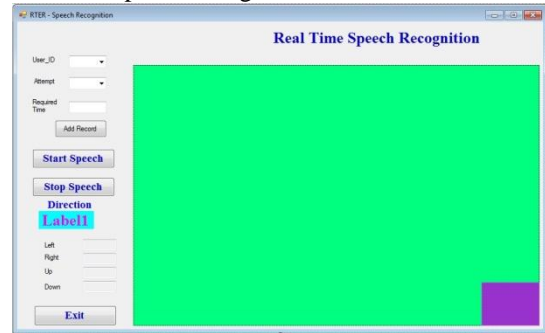 RTER - Speech Recognition
Real Time Speech Recognition
User_ID
Attempt
Required
Time
Add Record
Start Speech
Stop Speech
Direction
Label1
Left
Right
Up
Down
Exit